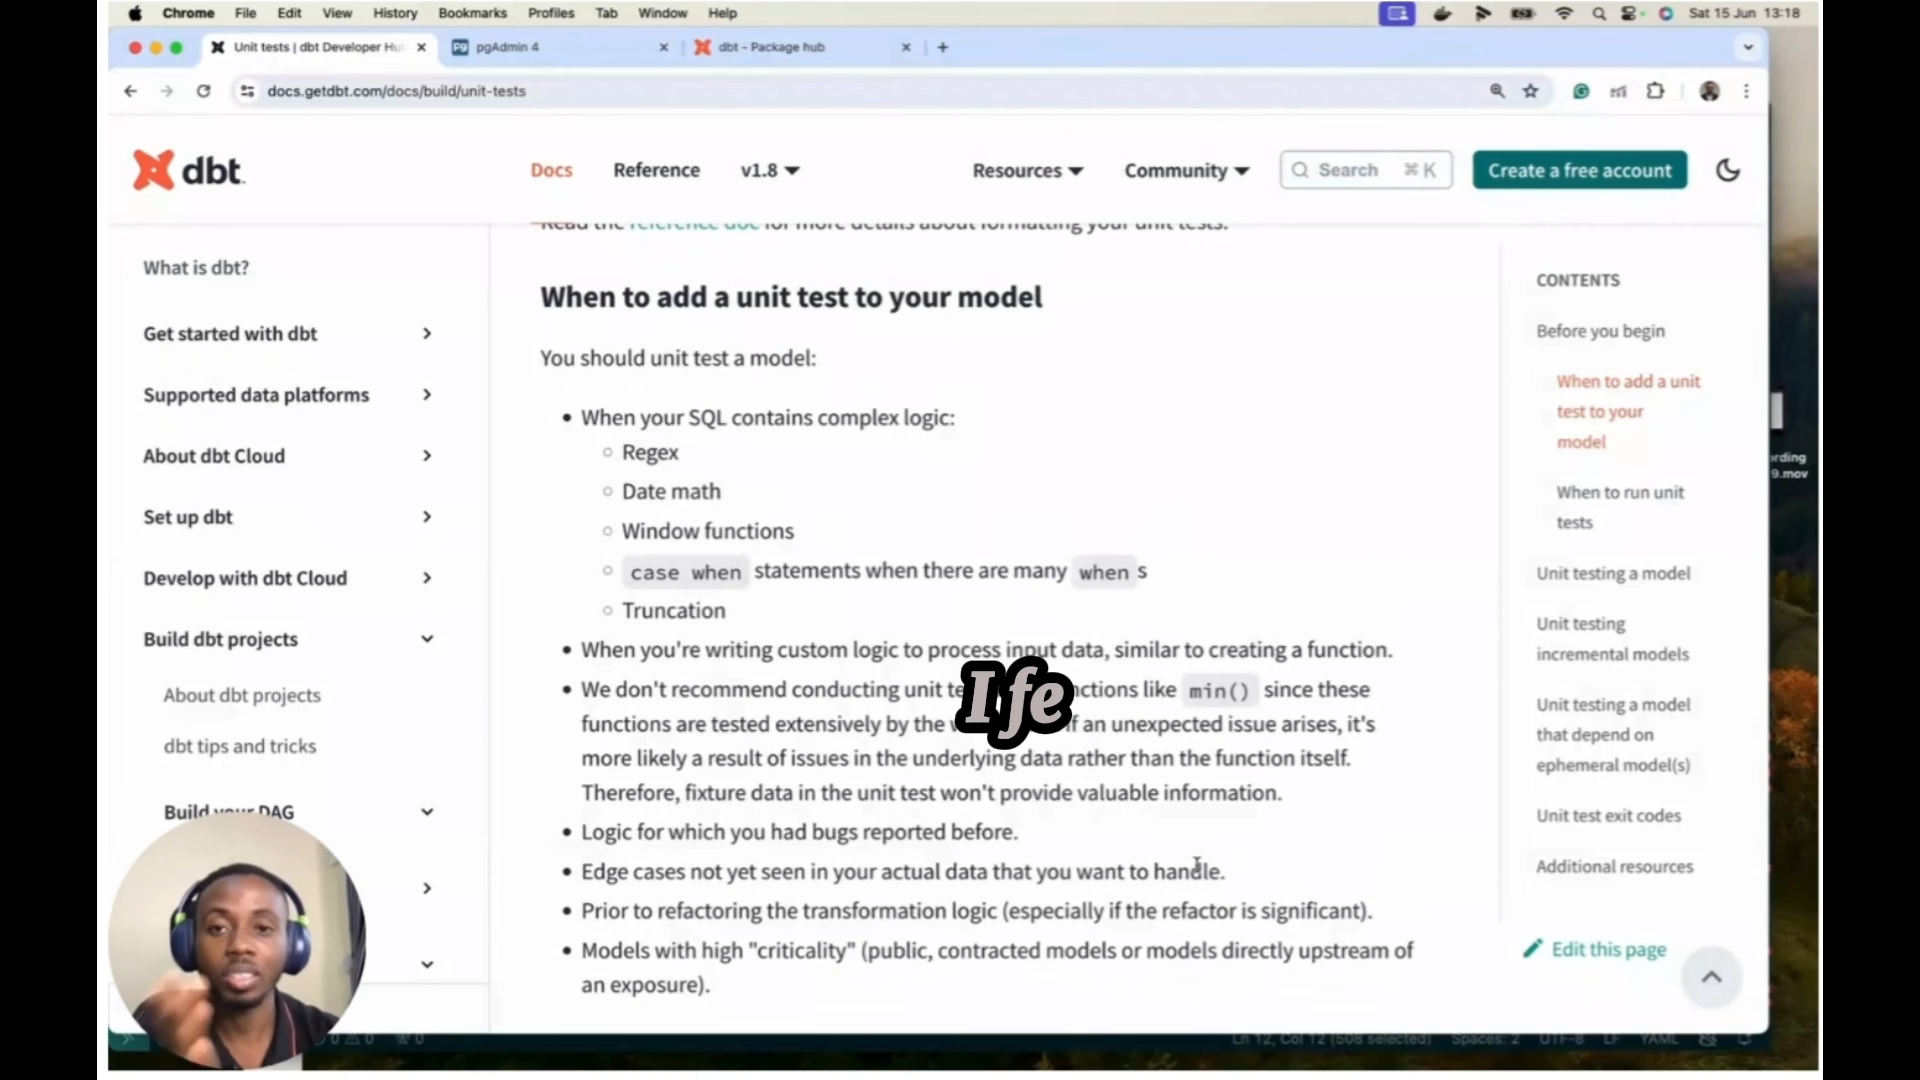 Chrome File Edit View History Bookmarks Profiles Tab Window Help Sat 15 Jun 13:18
Unit tests | dbt Developer Hu pgAdmin 4 dbt - Package hub
docs.getdbt.com/docs/build/unit-tests
dbt Docs Reference v1.8 Resources Community Search ⌘ K Create a free account
Read the reference doc for more details about formatting your unit tests.
What is dbt?
Get started with dbt
Supported data platforms
About dbt Cloud
Set up dbt
Develop with dbt Cloud
Build dbt projects
About dbt projects
dbt tips and tricks
Build your DAG
When to add a unit test to your model
You should unit test a model:
• When your SQL contains complex logic:
○ Regex
○ Date math
○ Window functions
○ case when statements when there are many when s
○ Truncation
• When you're writing custom logic to process input data, similar to creating a function.
• We don't recommend conducting unit nctions like min() since these
functions are tested extensively by the if an unexpected issue arises, it's
more likely a result of issues in the underlying data rather than the function itself.
Therefore, fixture data in the unit test won't provide valuable information.
• Logic for which you had bugs reported before.
• Edge cases not yet seen in your actual data that you want to handle.
• Prior to refactoring the transformation logic (especially if the refactor is significant).
• Models with high "criticality" (public, contracted models or models directly upstream of
an exposure).
I fe
CONTENTS
Before you begin
When to add a unit
test to your
model
When to run unit
tests
Unit testing a model
Unit testing
incremental models
Unit testing a model
that depend on
ephemeral model(s)
Unit test exit codes
Additional resources
Edit this page
rding
9.mov
Ln 12, Col 12 (508 selected) Spaces: 2 UTF-8 LF YAML